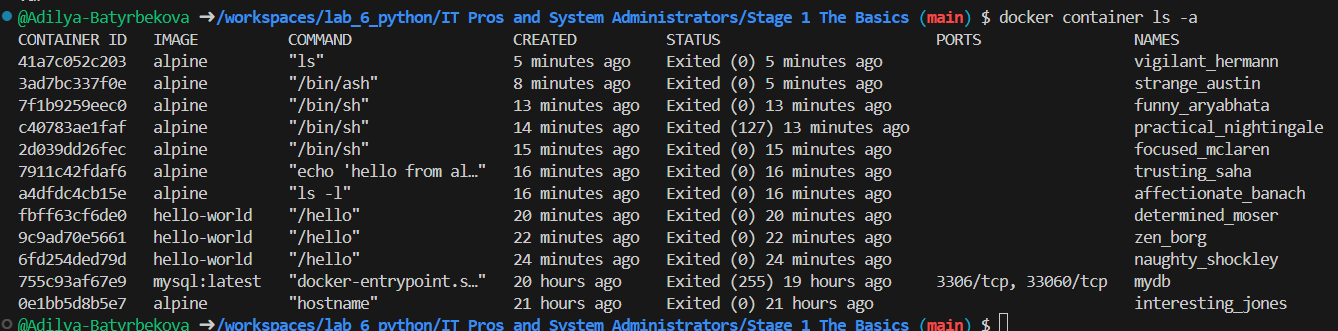 @Adilya-Batyrbekova ➜/workspaces/lab_6_python/IT Pros and System Administrators/Stage 1 The Basics (main) $ docker container ls -a
CONTAINER ID   IMAGE          COMMAND                  CREATED          STATUS                        PORTS                 NAMES
41a7c052c203   alpine         "ls"                     5 minutes ago    Exited (0) 5 minutes ago                            vigilant_hermann
3ad7bc337f0e   alpine         "/bin/ash"               8 minutes ago    Exited (0) 5 minutes ago                            strange_austin
7f1b9259eec0   alpine         "/bin/sh"                13 minutes ago   Exited (0) 13 minutes ago                           funny_aryabhata
c40783ae1faf   alpine         "/bin/sh"                14 minutes ago   Exited (127) 13 minutes ago                         practical_nightingale
2d039dd26fec   alpine         "/bin/sh"                15 minutes ago   Exited (0) 15 minutes ago                           focused_mclaren
7911c42fdaf6   alpine         "echo 'hello from al…"   16 minutes ago   Exited (0) 16 minutes ago                           trusting_saha
a4dfdc4cb15e   alpine         "ls -l"                  16 minutes ago   Exited (0) 16 minutes ago                           affectionate_banach
fbff63cf6de0   hello-world    "/hello"                 20 minutes ago   Exited (0) 20 minutes ago                           determined_moser
9c9ad70e5661   hello-world    "/hello"                 22 minutes ago   Exited (0) 22 minutes ago                           zen_borg
6fd254ded79d   hello-world    "/hello"                 24 minutes ago   Exited (0) 24 minutes ago                           naughty_shockley
755c93af67e9   mysql:latest   "docker-entrypoint.s…"   20 hours ago     Exited (255) 19 hours ago     3306/tcp, 33060/tcp   mydb
0e1bb5d8b5e7   alpine         "hostname"               21 hours ago     Exited (0) 21 hours ago                             interesting_jones
@Adilya-Batyrbekova ➜/workspaces/lab_6_python/IT Pros and System Administrators/Stage 1 The Basics (main) $